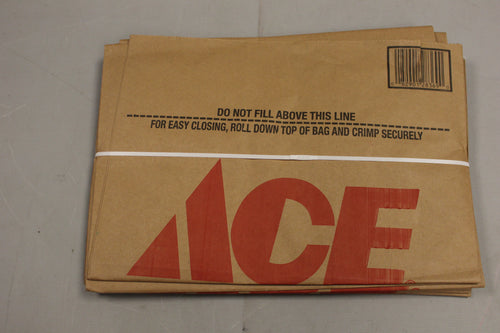 DO NOT FILL ABOVE THIS LINE
FOR EASY CLOSING, ROLL DOWN TOP OF BAG AND CRIMP SECURELY
ACE®